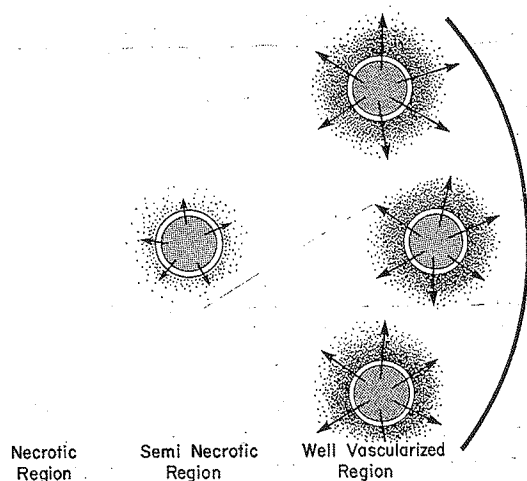 Necrotic
Region
Semi Necrotic
Region
Well Vascularized
Region